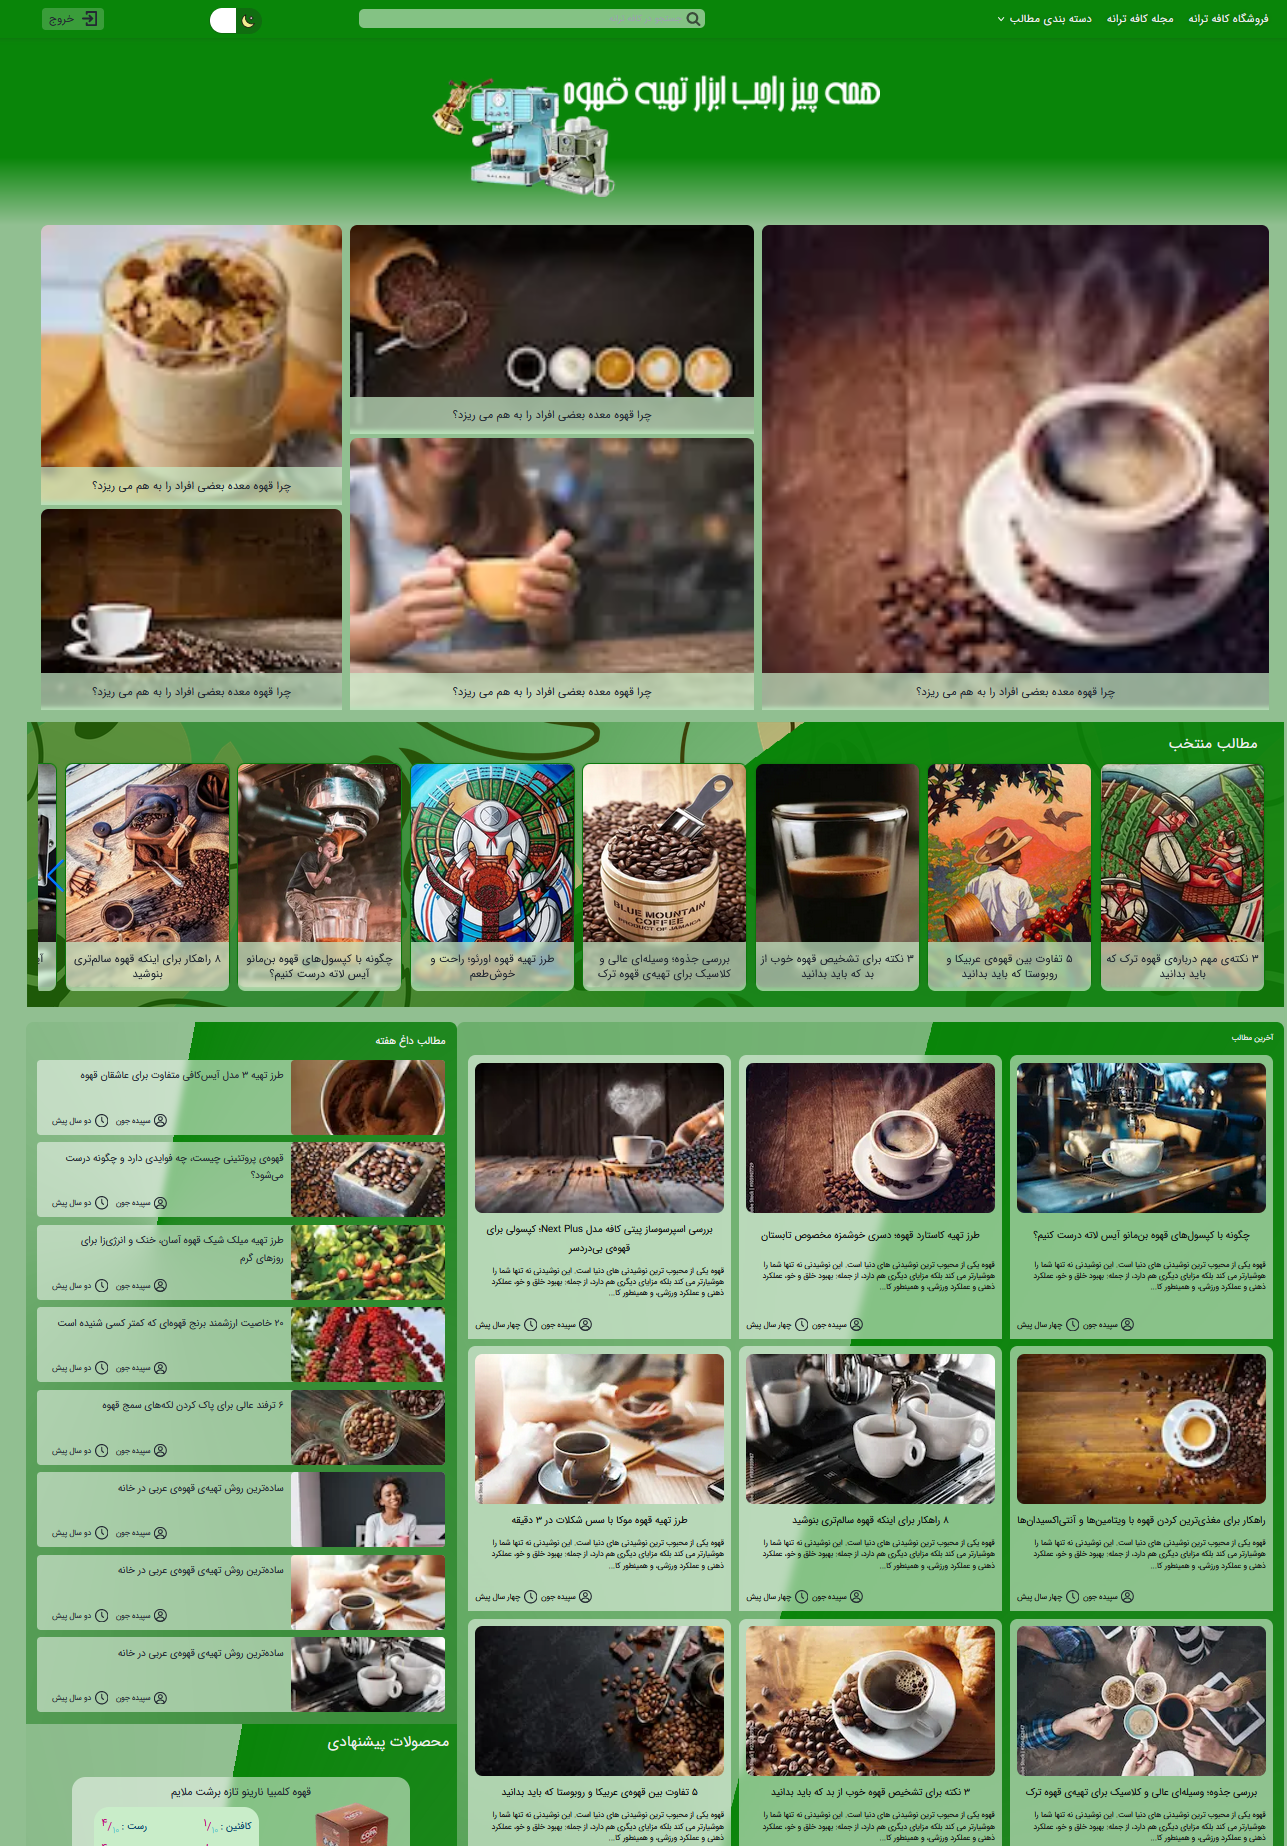 فروشگاه کافه ترانه
مجله کافه ترانه
دسته بندی مطالب
خروج
همه چیز راجب ابزار تهیه قهوه
چرا قهوه معده بعضی افراد را به هم می ریزد؟
چرا قهوه معده بعضی افراد را به هم می ریزد؟
چرا قهوه معده بعضی افراد را به هم می ریزد؟
چرا قهوه معده بعضی افراد را به هم می ریزد؟
چرا قهوه معده بعضی افراد را به هم می ریزد؟
مطالب منتخب
۳ نکته‌ی مهم درباره‌ی قهوه ترک که
باید بدانید
۵ تفاوت بین قهوه‌ی عربیکا و
روبوستا که باید بدانید
۳ نکته برای تشخیص قهوه خوب از
بد که باید بدانید
BLUE MOUNTAIN
COFFEE
PRODUCT OF JAMAICA
بررسی جذوه؛ وسیله‌ای عالی و
کلاسیک برای تهیه‌ی قهوه ترک
طرز تهیه قهوه اورئو؛ راحت و
خوش‌طعم
چگونه با کپسول‌های قهوه بن‌مانو
آیس لاته درست کنیم؟
۸ راهکار برای اینکه قهوه سالم‌تری
بنوشید
آخرین مطالب
چگونه با کپسول‌های قهوه بن‌مانو آیس لاته درست کنیم؟
قهوه یکی از محبوب ترین نوشیدنی های دنیا است. این نوشیدنی نه تنها شما را
هوشیارتر می کند بلکه مزایای دیگری هم دارد، از جمله: بهبود خلق و خو، عملکرد
ذهنی و عملکرد ورزشی، و همینطور کا...
سپیده جون
چهار سال پیش
طرز تهیه کاستارد قهوه؛ دسری خوشمزه مخصوص تابستان
قهوه یکی از محبوب ترین نوشیدنی های دنیا است. این نوشیدنی نه تنها شما را
هوشیارتر می کند بلکه مزایای دیگری هم دارد، از جمله: بهبود خلق و خو، عملکرد
ذهنی و عملکرد ورزشی، و همینطور کا...
سپیده جون
چهار سال پیش
بررسی اسپرسوساز پیتی کافه مدل Next Plus؛ کپسولی برای
قهوه‌ی بی‌دردسر
قهوه یکی از محبوب ترین نوشیدنی های دنیا است. این نوشیدنی نه تنها شما را
هوشیارتر می کند بلکه مزایای دیگری هم دارد، از جمله: بهبود خلق و خو، عملکرد
ذهنی و عملکرد ورزشی، و همینطور کا...
سپیده جون
چهار سال پیش
راهکار برای مغذی‌ترین کردن قهوه با ویتامین‌ها و آنتی‌اکسیدان‌ها
قهوه یکی از محبوب ترین نوشیدنی های دنیا است. این نوشیدنی نه تنها شما را
هوشیارتر می کند بلکه مزایای دیگری هم دارد، از جمله: بهبود خلق و خو، عملکرد
ذهنی و عملکرد ورزشی، و همینطور کا...
سپیده جون
چهار سال پیش
۸ راهکار برای اینکه قهوه سالم‌تری بنوشید
قهوه یکی از محبوب ترین نوشیدنی های دنیا است. این نوشیدنی نه تنها شما را
هوشیارتر می کند بلکه مزایای دیگری هم دارد، از جمله: بهبود خلق و خو، عملکرد
ذهنی و عملکرد ورزشی، و همینطور کا...
سپیده جون
چهار سال پیش
طرز تهیه قهوه موکا با سس شکلات در ۳ دقیقه
قهوه یکی از محبوب ترین نوشیدنی های دنیا است. این نوشیدنی نه تنها شما را
هوشیارتر می کند بلکه مزایای دیگری هم دارد، از جمله: بهبود خلق و خو، عملکرد
ذهنی و عملکرد ورزشی، و همینطور کا...
سپیده جون
چهار سال پیش
بررسی جذوه؛ وسیله‌ای عالی و کلاسیک برای تهیه‌ی قهوه ترک
قهوه یکی از محبوب ترین نوشیدنی های دنیا است. این نوشیدنی نه تنها شما را
هوشیارتر می کند بلکه مزایای دیگری هم دارد، از جمله: بهبود خلق و خو، عملکرد
ذهنی و عملکرد ورزشی، و همینطور کا...
۳ نکته برای تشخیص قهوه خوب از بد که باید بدانید
قهوه یکی از محبوب ترین نوشیدنی های دنیا است. این نوشیدنی نه تنها شما را
هوشیارتر می کند بلکه مزایای دیگری هم دارد، از جمله: بهبود خلق و خو، عملکرد
ذهنی و عملکرد ورزشی، و همینطور کا...
۵ تفاوت بین قهوه‌ی عربیکا و روبوستا که باید بدانید
قهوه یکی از محبوب ترین نوشیدنی های دنیا است. این نوشیدنی نه تنها شما را
هوشیارتر می کند بلکه مزایای دیگری هم دارد، از جمله: بهبود خلق و خو، عملکرد
ذهنی و عملکرد ورزشی، و همینطور کا...
مطالب داغ هفته
طرز تهیه ۳ مدل آیس‌کافی متفاوت برای عاشقان قهوه
سپیده جون
دو سال پیش
قهوه‌ی پروتئینی چیست، چه فوایدی دارد و چگونه درست
می‌شود؟
سپیده جون
دو سال پیش
طرز تهیه میلک شیک قهوه آسان، خنک و انرژی‌زا برای
روزهای گرم
سپیده جون
دو سال پیش
۲۰ خاصیت ارزشمند برنج قهوه‌ای که کمتر کسی شنیده است
سپیده جون
دو سال پیش
۶ ترفند عالی برای پاک کردن لکه‌های سمج قهوه
سپیده جون
دو سال پیش
ساده‌ترین روش تهیه‌ی قهوه‌ی عربی در خانه
سپیده جون
دو سال پیش
ساده‌ترین روش تهیه‌ی قهوه‌ی عربی در خانه
سپیده جون
دو سال پیش
ساده‌ترین روش تهیه‌ی قهوه‌ی عربی در خانه
سپیده جون
دو سال پیش
محصولات پیشنهادی
قهوه کلمبیا نارینو تازه برشت ملایم
کافئین : ۱/۱۰
رست : ۴/۱۰